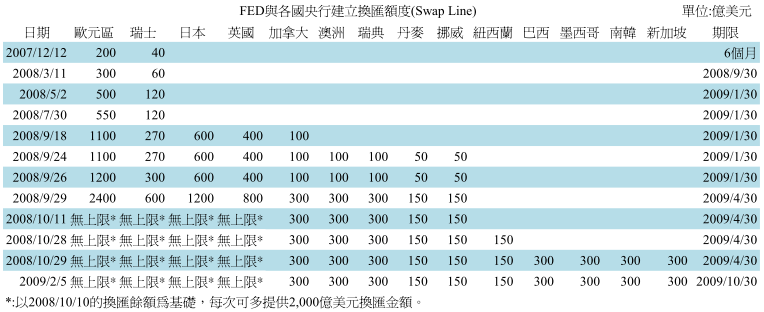 FED與各國央行建立換匯額度(Swap Line) 單位:億美元
日期 歐元區 瑞士 日本 英國 加拿大 澳洲 瑞典 丹麥 挪威 紐西蘭 巴西 墨西哥 南韓 新加坡 期限
2007/12/12 200 40 6個月
2008/3/11 300 60 2008/9/30
2008/5/2 500 120 2009/1/30
2008/7/30 550 120 2009/1/30
2008/9/18 1100 270 600 400 100 2009/1/30
2008/9/24 1100 270 600 400 100 100 100 50 50 2009/1/30
2008/9/26 1200 300 600 400 100 100 100 50 50 2009/1/30
2008/9/29 2400 600 1200 800 300 300 300 150 150 2009/4/30
2008/10/11 無上限* 無上限* 無上限* 無上限* 300 300 300 150 150 2009/4/30
2008/10/28 無上限* 無上限* 無上限* 無上限* 300 300 300 150 150 150 2009/4/30
2008/10/29 無上限* 無上限* 無上限* 無上限* 300 300 300 150 150 150 300 300 300 300 2009/4/30
2009/2/5 無上限* 無上限* 無上限* 無上限* 300 300 300 150 150 150 300 300 300 300 2009/10/30
*:以2008/10/10的換匯餘額爲基礎，每次可多提供2,000億美元換匯金額。